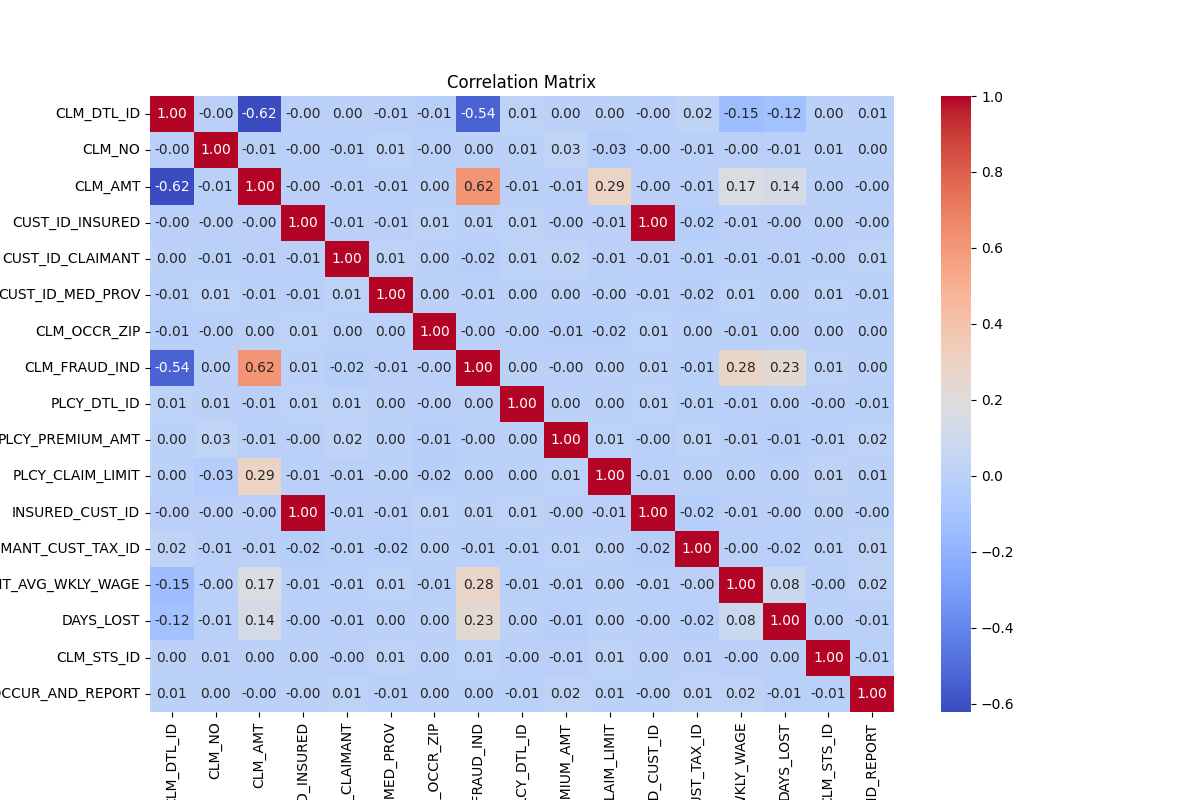 Correlation Matrix
CLM_DTL_ID 1.00 -0.00 -0.62 -0.00 0.00 -0.01 -0.01 -0.54 0.01 0.00 0.00 -0.00 0.02 -0.15 -0.12 0.00 0.01
CLM_NO -0.00 1.00 -0.01 -0.00 -0.01 0.01 -0.00 0.00 0.01 0.03 -0.03 -0.00 -0.01 -0.00 -0.01 0.01 0.00
CLM_AMT -0.62 -0.01 1.00 -0.00 -0.01 -0.01 0.00 0.62 -0.01 -0.01 0.29 -0.00 -0.01 0.17 0.14 0.00 -0.00
CUST_ID_INSURED -0.00 -0.00 -0.00 1.00 -0.01 -0.01 0.01 0.01 0.01 -0.00 -0.01 1.00 -0.02 -0.01 -0.00 0.00 -0.00
CUST_ID_CLAIMANT 0.00 -0.01 -0.01 -0.01 1.00 0.01 0.00 -0.02 0.01 0.02 -0.01 -0.01 -0.01 -0.01 -0.01 -0.00 0.01
CUST_ID_MED_PROV -0.01 0.01 -0.01 -0.01 0.01 1.00 0.00 -0.01 0.00 0.00 -0.00 -0.01 -0.02 0.01 0.00 0.01 -0.01
CLM_OCCR_ZIP -0.01 -0.00 0.00 0.01 0.00 0.00 1.00 -0.00 -0.00 -0.01 -0.02 0.01 0.00 -0.01 0.00 0.00 0.00
CLM_FRAUD_IND -0.54 0.00 0.62 0.01 -0.02 -0.01 -0.00 1.00 0.00 -0.00 0.00 0.01 -0.01 0.28 0.23 0.01 0.00
PLCY_DTL_ID 0.01 0.01 -0.01 0.01 0.01 0.00 -0.00 0.00 1.00 0.00 0.00 0.01 -0.01 -0.01 0.00 -0.00 -0.01
PLCY_PREMIUM_AMT 0.00 0.03 -0.01 -0.00 0.02 0.00 -0.01 -0.00 0.00 1.00 0.01 -0.00 0.01 -0.01 -0.01 -0.01 0.02
PLCY_CLAIM_LIMIT 0.00 -0.03 0.29 -0.01 -0.01 -0.00 -0.02 0.00 0.00 0.01 1.00 -0.01 0.00 0.00 0.00 0.01 0.01
INSURED_CUST_ID -0.00 -0.00 -0.00 1.00 -0.01 -0.01 0.01 0.01 0.01 -0.00 -0.01 1.00 -0.02 -0.01 -0.00 0.00 -0.00
MANT_CUST_TAX_ID 0.02 -0.01 -0.01 -0.02 -0.01 -0.02 0.00 -0.01 -0.01 0.01 0.00 -0.02 1.00 -0.00 -0.02 0.01 0.01
T_AVG_WKLY_WAGE -0.15 -0.00 0.17 -0.01 -0.01 0.01 -0.01 0.28 -0.01 -0.01 0.00 -0.01 -0.00 1.00 0.08 -0.00 0.02
DAYS_LOST -0.12 -0.01 0.14 -0.00 -0.01 0.00 0.00 0.23 0.00 -0.01 0.00 -0.00 -0.02 0.08 1.00 0.00 -0.01
CLM_STS_ID 0.00 0.01 0.00 0.00 -0.00 0.01 0.00 0.01 -0.00 -0.01 0.01 0.00 0.01 -0.00 0.00 1.00 -0.01
OCCUR_AND_REPORT 0.01 0.00 -0.00 -0.00 0.01 -0.01 0.00 0.00 -0.01 0.02 0.01 -0.00 0.01 0.02 -0.01 -0.01 1.00
LM_DTL_ID
CLM_NO
CLM_AMT
D_INSURED
_CLAIMANT
MED_PROV
_OCCR_ZIP
FRAUD_IND
CY_DTL_ID
MIUM_AMT
LAIM_LIMIT
D_CUST_ID
UST_TAX_ID
WKLY_WAGE
DAYS_LOST
LM_STS_ID
ND_REPORT
1.0
0.8
0.6
0.4
0.2
0.0
−0.2
−0.4
−0.6